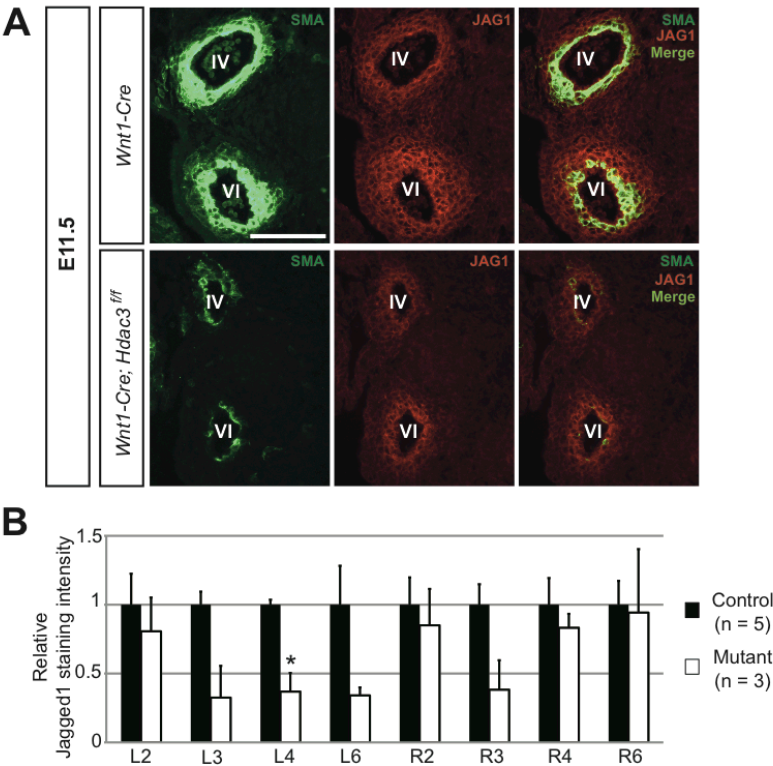 A
E11.5
Wnt1-Cre
SMA
IV
VI
JAG1
IV
VI
SMA
JAG1
Merge
IV
VI
Wnt1-Cre; Hdac3 f/f
SMA
IV
VI
JAG1
IV
VI
SMA
JAG1
Merge
IV
VI
B
Relative
Jagged1 staining intensity
1.5
1
0.5
0
*
L2 L3 L4 L6 R2 R3 R4 R6
Control
(n = 5)
Mutant
(n = 3)